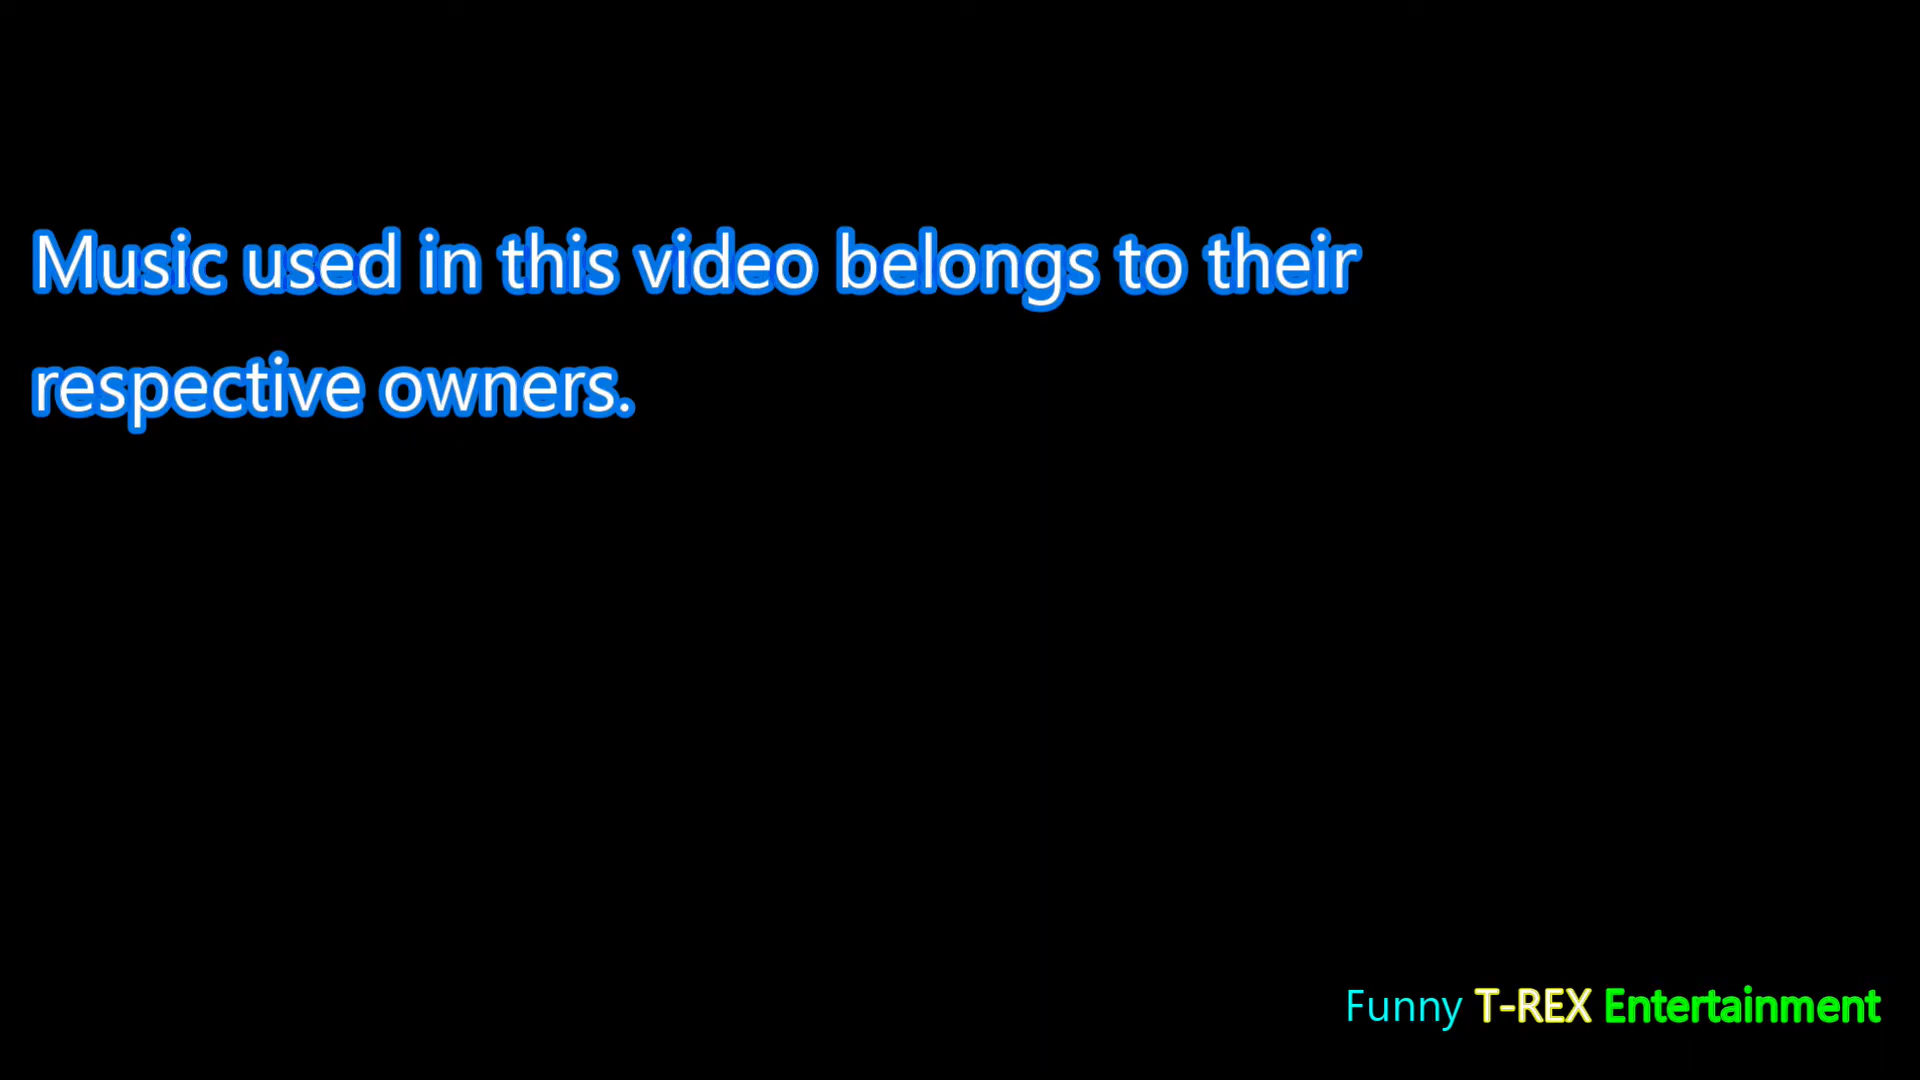 Music used in this video belongs to their
respective owners.
Funny T-REX Entertainment